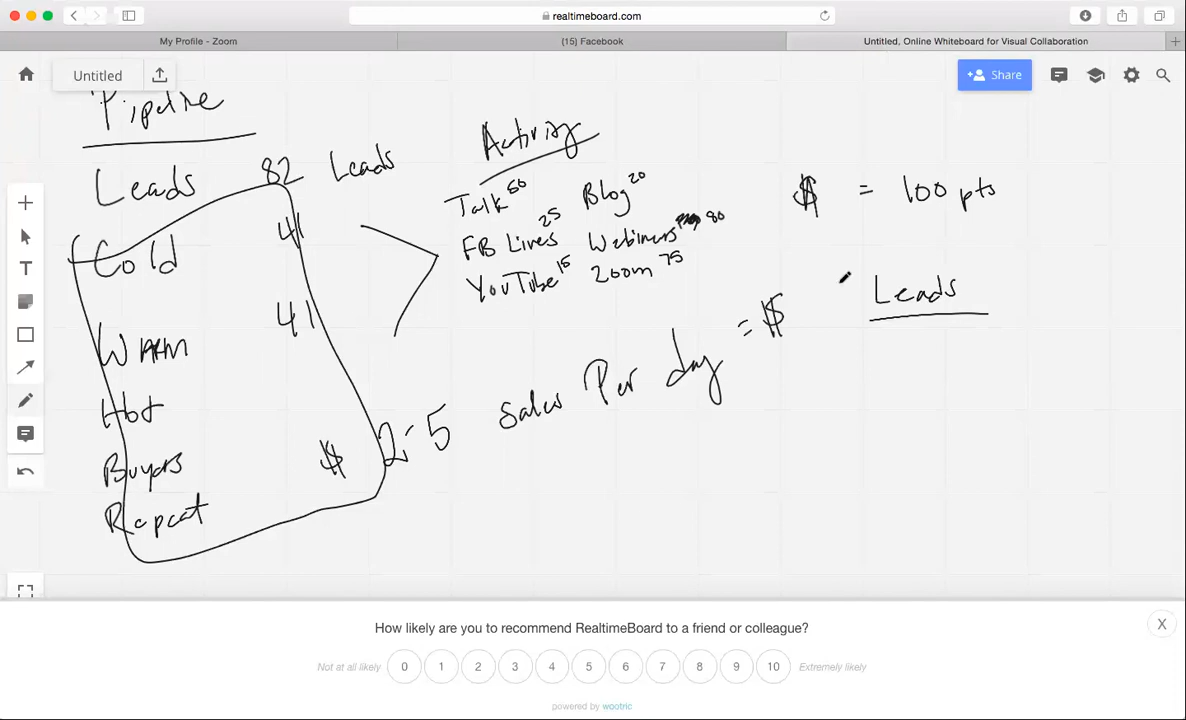 realtimeboard.com
My Profile - Zoom
(15) Facebook
Untitled, Online Whiteboard for Visual Collaboration
Untitled
Share
Pipeline
Leads 82 Leads
Cold 41
41
Warm
Hot
Buyers
Repeat
Activity
Talk 50 Blog 20
FB Lives 25 Webinars 80
YouTube 15 Zoom 75
$ 2.5 Sales Per day = $
$ = 100 pts
Leads
How likely are you to recommend RealtimeBoard to a friend or colleague?
Not at all likely 0 1 2 3 4 5 6 7 8 9 10 Extremely likely
X
powered by wootric